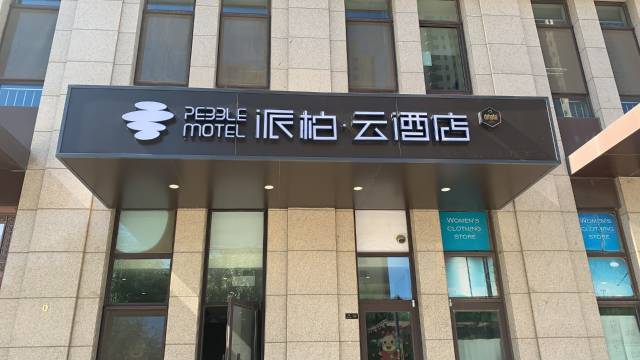 PEBBLE
MOTEL
派柏·云酒店
WOMEN'S
CLOTHING
STORE
WOMEN'S
CLOTHING
STORE